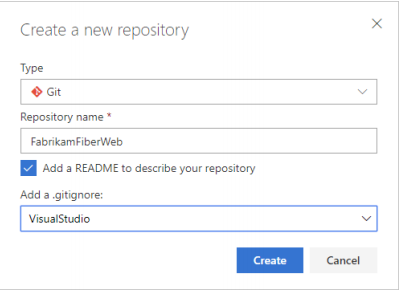 Create a new repository
Type
Git
Repository name *
FabrikamFiberWeb
Add a README to describe your repository
Add a .gitignore:
VisualStudio
Create Cancel